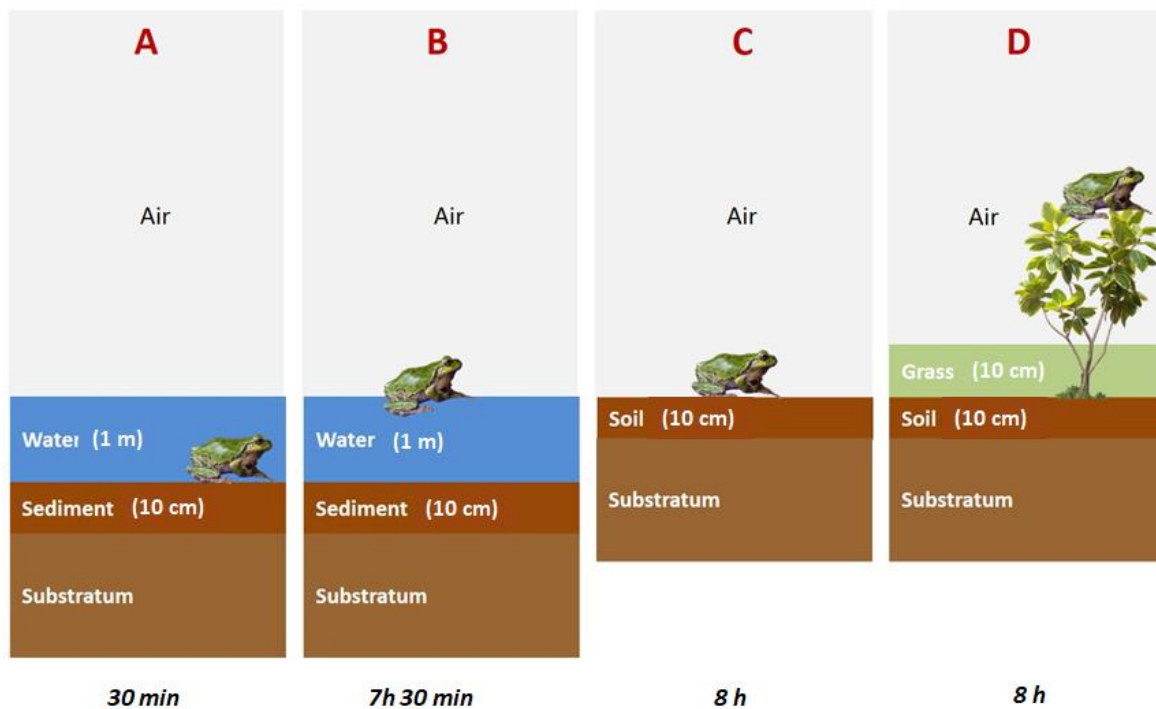 A
B
C
D
Air
Air
Air
Air
Grass (10 cm)
Water (1 m)
Water (1 m)
Soil (10 cm)
Soil (10 cm)
Sediment (10 cm)
Sediment (10 cm)
Substratum
Substratum
Substratum
Substratum
30 min
7h 30 min
8 h
8 h